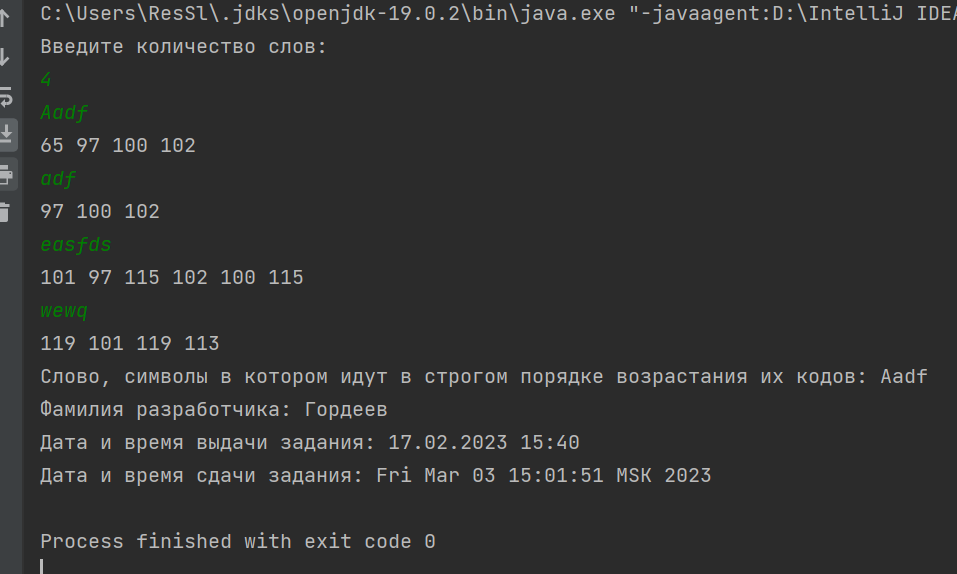 C:\Users\ResSl\.jdks\openjdk-19.0.2\bin\java.exe "-javaagent:D:\IntelliJ IDEA
Введите количество слов:
4
Aadf
65 97 100 102
adf
97 100 102
easfds
101 97 115 102 100 115
wewq
119 101 119 113
Слово, символы в котором идут в строгом порядке возрастания их кодов: Aadf
Фамилия разработчика: Гордеев
Дата и время выдачи задания: 17.02.2023 15:40
Дата и время сдачи задания: Fri Mar 03 15:01:51 MSK 2023
Process finished with exit code 0